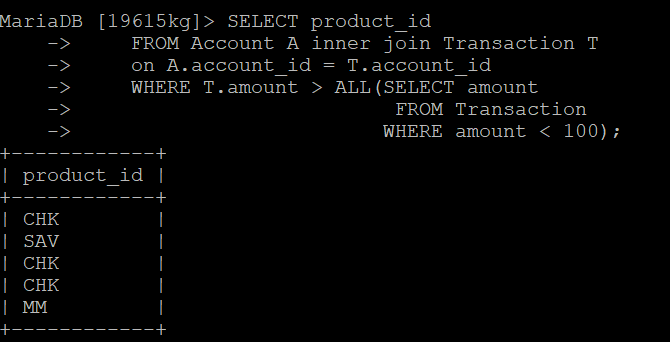 MariaDB [19615kg]> SELECT product_id
    ->     FROM Account A inner join Transaction T
    ->     on A.account_id = T.account_id
    ->     WHERE T.amount > ALL(SELECT amount
    ->                          FROM Transaction
    ->                         WHERE amount < 100);
+------------+
| product_id |
+------------+
| CHK        |
| SAV        |
| CHK        |
| CHK        |
| MM         |
+------------+